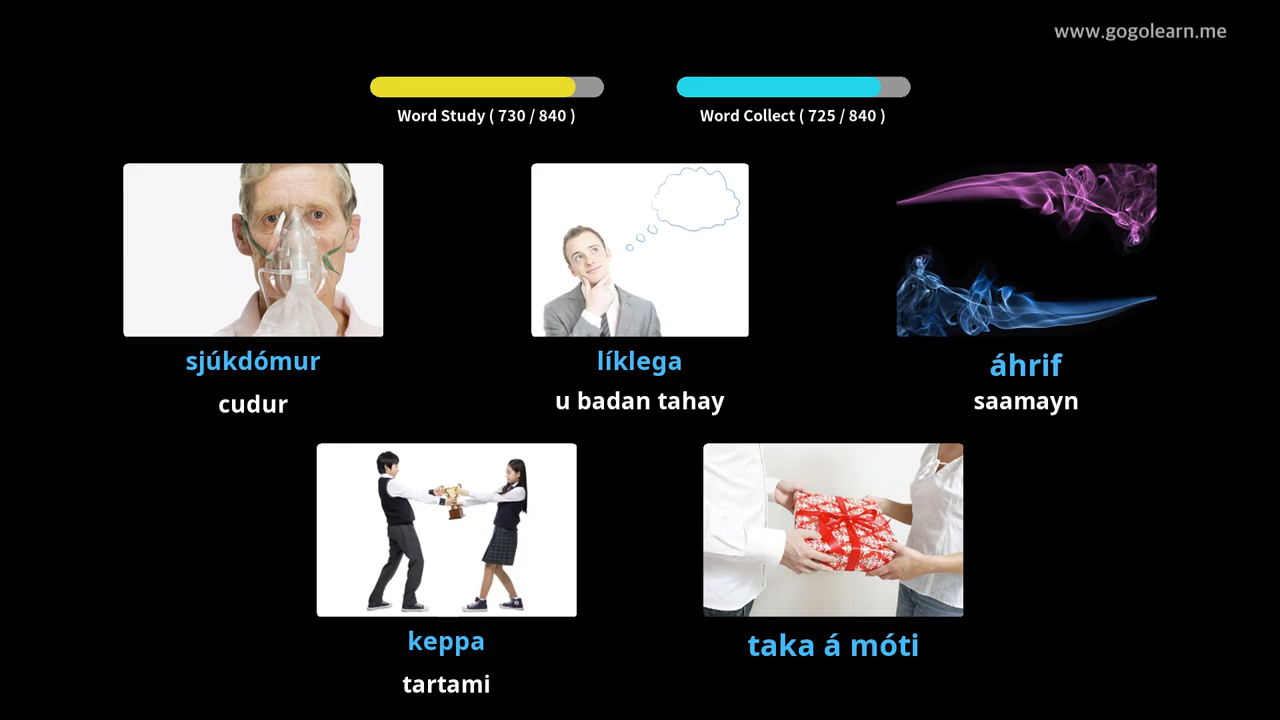 www.gogolearn.me
Word Study ( 730 / 840 )
Word Collect ( 725 / 840 )
sjúkdómur
cudur
líklega
u badan tahay
áhrif
saamayn
keppa
tartami
taka á móti